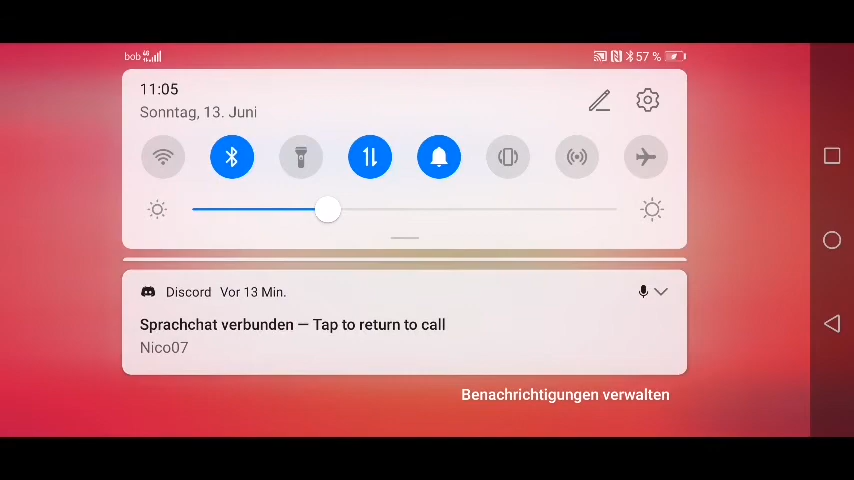 bob 4G 57 %
11:05
Sonntag, 13. Juni
Discord Vor 13 Min.
Sprachchat verbunden — Tap to return to call
Nico07
Benachrichtigungen verwalten